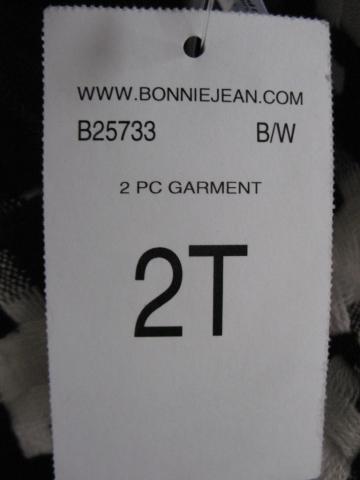 WWW.BONNIEJEAN.COM
B25733 B/W
2 PC GARMENT
2T